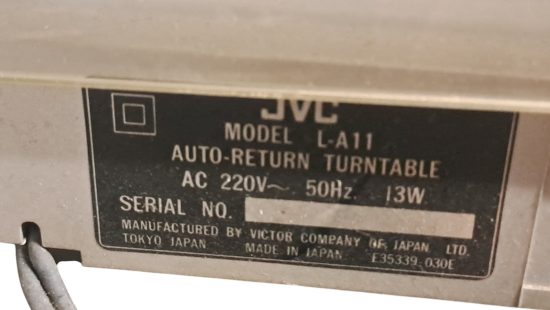 JVC
MODEL L-A11
AUTO-RETURN TURNTABLE
AC 220V~ 50Hz. 13W
SERIAL NO.
MANUFACTURED BY VICTOR COMPANY OF JAPAN, LTD.
TOKYO JAPAN MADE IN JAPAN E35339-030E